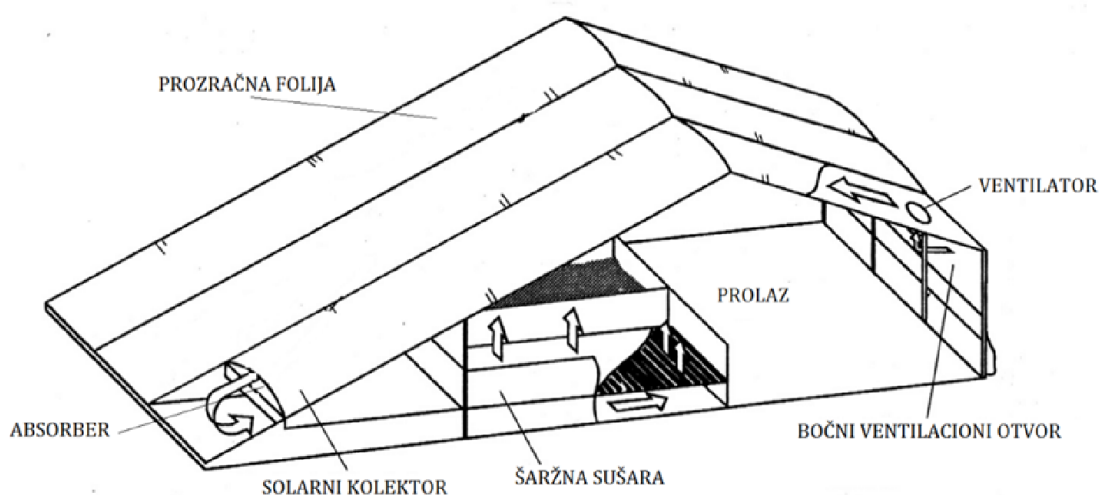 PROZRAČNA FOLIJA
VENTILATOR
PROLAZ
ABSORBER
BOČNI VENTILACIONI OTVOR
SOLARNI KOLEKTOR
ŠARŽNA SUŠARA